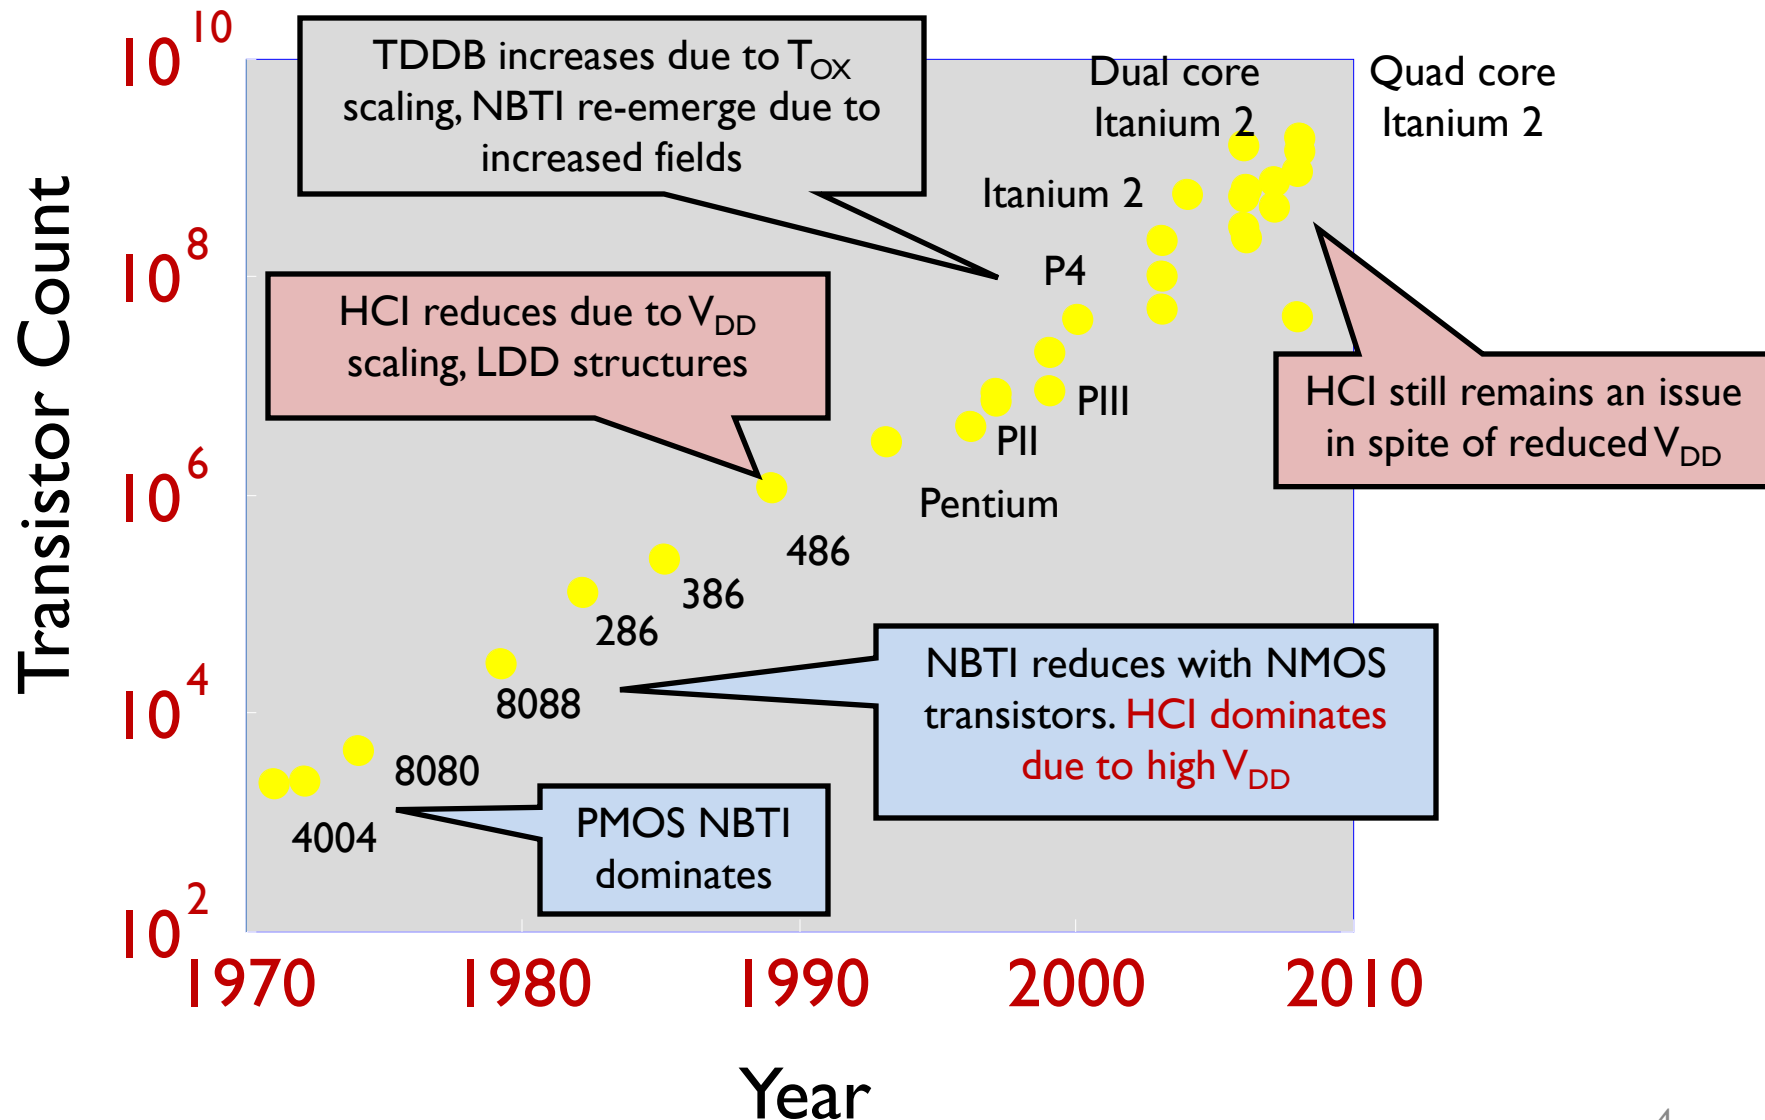 10^10
TDDB increases due to T_OX
scaling, NBTI re-emerge due to
increased fields
Dual core
Itanium 2
Quad core
Itanium 2
Itanium 2
10^8
P4
HCI reduces due to V_DD
scaling, LDD structures
PIII
HCI still remains an issue
in spite of reduced V_DD
PII
10^6
Pentium
486
386
286
NBTI reduces with NMOS
transistors. HCI dominates
due to high V_DD
10^4
8088
8080
PMOS NBTI
dominates
4004
10^2
Transistor Count
1970 1980 1990 2000 2010
Year